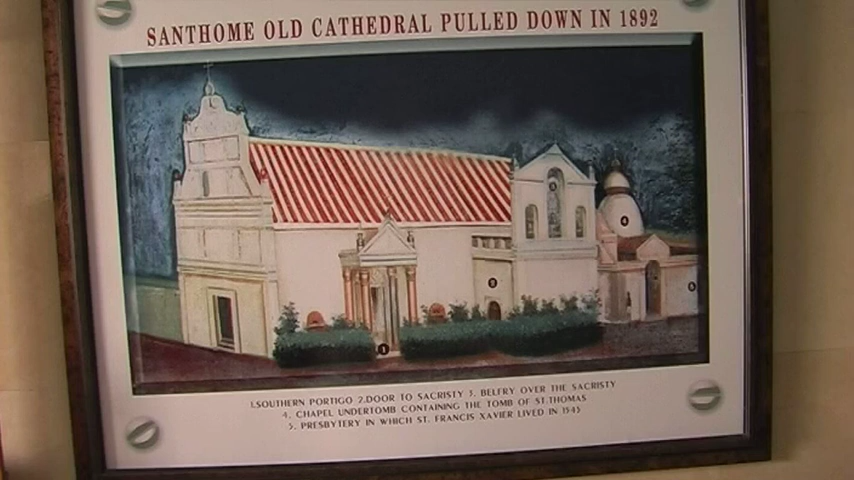 SANTHOME OLD CATHEDRAL PULLED DOWN IN 1892
1.SOUTHERN PORTIGO 2.DOOR TO SACRISTY 3. BELFRY OVER THE SACRISTY
4. CHAPEL UNDERTOMB CONTAINING THE TOMB OF ST.THOMAS
5. PRESBYTERY IN WHICH ST. FRANCIS XAVIER LIVED IN 1545